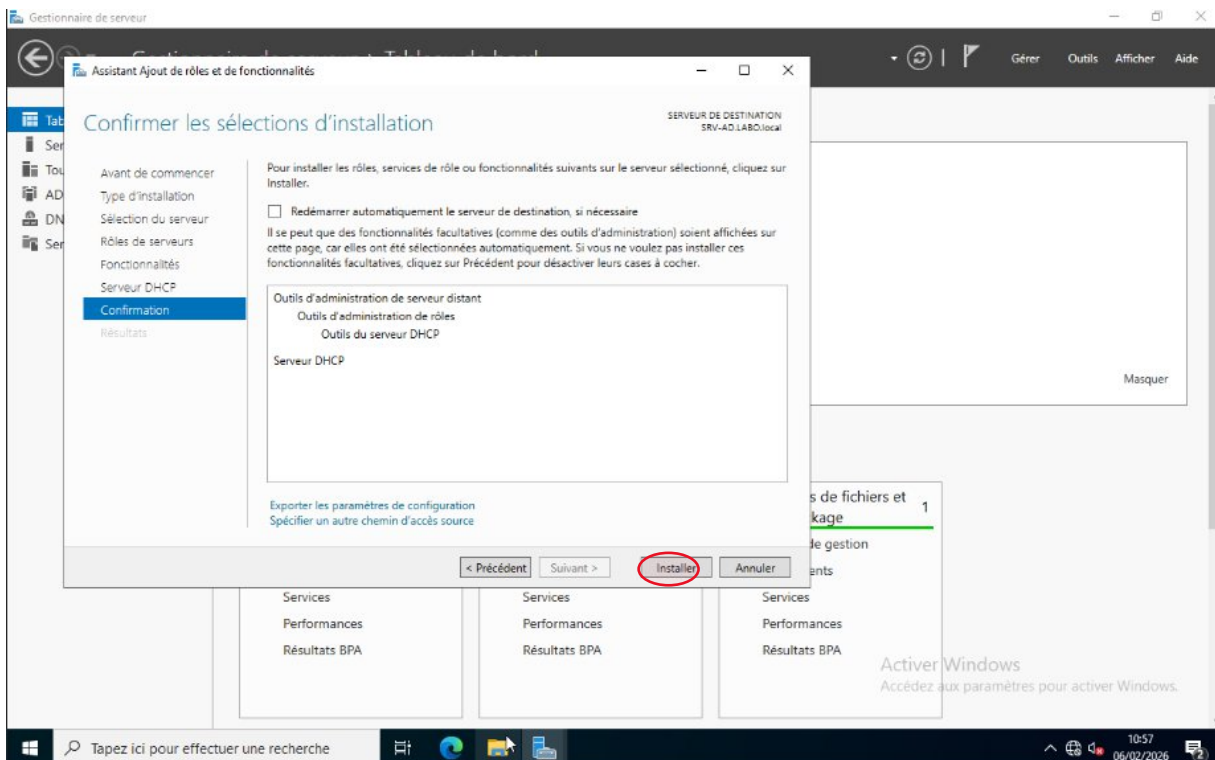 Gestionnaire de serveur
Gérer Outils Afficher Aide
Assistant Ajout de rôles et de fonctionnalités
Confirmer les sélections d'installation
SERVEUR DE DESTINATION
SRV-AD.LABO.local
Tab
Ser
Tou
AD
DN
Ser
Avant de commencer
Type d'installation
Sélection du serveur
Rôles de serveurs
Fonctionnalités
Serveur DHCP
Confirmation
Résultats
Pour installer les rôles, services de rôle ou fonctionnalités suivants sur le serveur sélectionné, cliquez sur
Installer.
Redémarrer automatiquement le serveur de destination, si nécessaire
Il se peut que des fonctionnalités facultatives (comme des outils d'administration) soient affichées sur
cette page, car elles ont été sélectionnées automatiquement. Si vous ne voulez pas installer ces
fonctionnalités facultatives, cliquez sur Précédent pour désactiver leurs cases à cocher.
Outils d'administration de serveur distant
Outils d'administration de rôles
Outils du serveur DHCP
Serveur DHCP
Exporter les paramètres de configuration
Spécifier un autre chemin d'accès source
< Précédent Suivant > Installer Annuler
Masquer
s de fichiers et 1
kage
de gestion
ents
Services Services Services
Performances Performances Performances
Résultats BPA Résultats BPA Résultats BPA
Activer Windows
Accédez aux paramètres pour activer Windows.
Tapez ici pour effectuer une recherche
10:57
06/02/2026
2